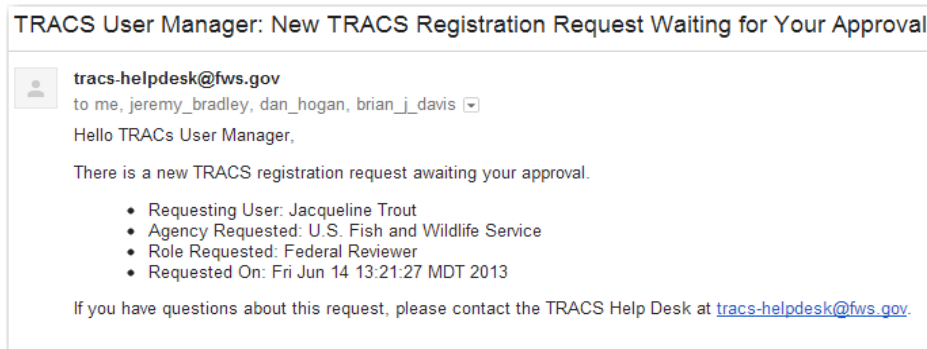 TRACS User Manager: New TRACS Registration Request Waiting for Your Approval
tracs-helpdesk@fws.gov
to me, jeremy_bradley, dan_hogan, brian_j_davis
Hello TRACs User Manager,
There is a new TRACS registration request awaiting your approval.
• Requesting User: Jacqueline Trout
• Agency Requested: U.S. Fish and Wildlife Service
• Role Requested: Federal Reviewer
• Requested On: Fri Jun 14 13:21:27 MDT 2013
If you have questions about this request, please contact the TRACS Help Desk at tracs-helpdesk@fws.gov.